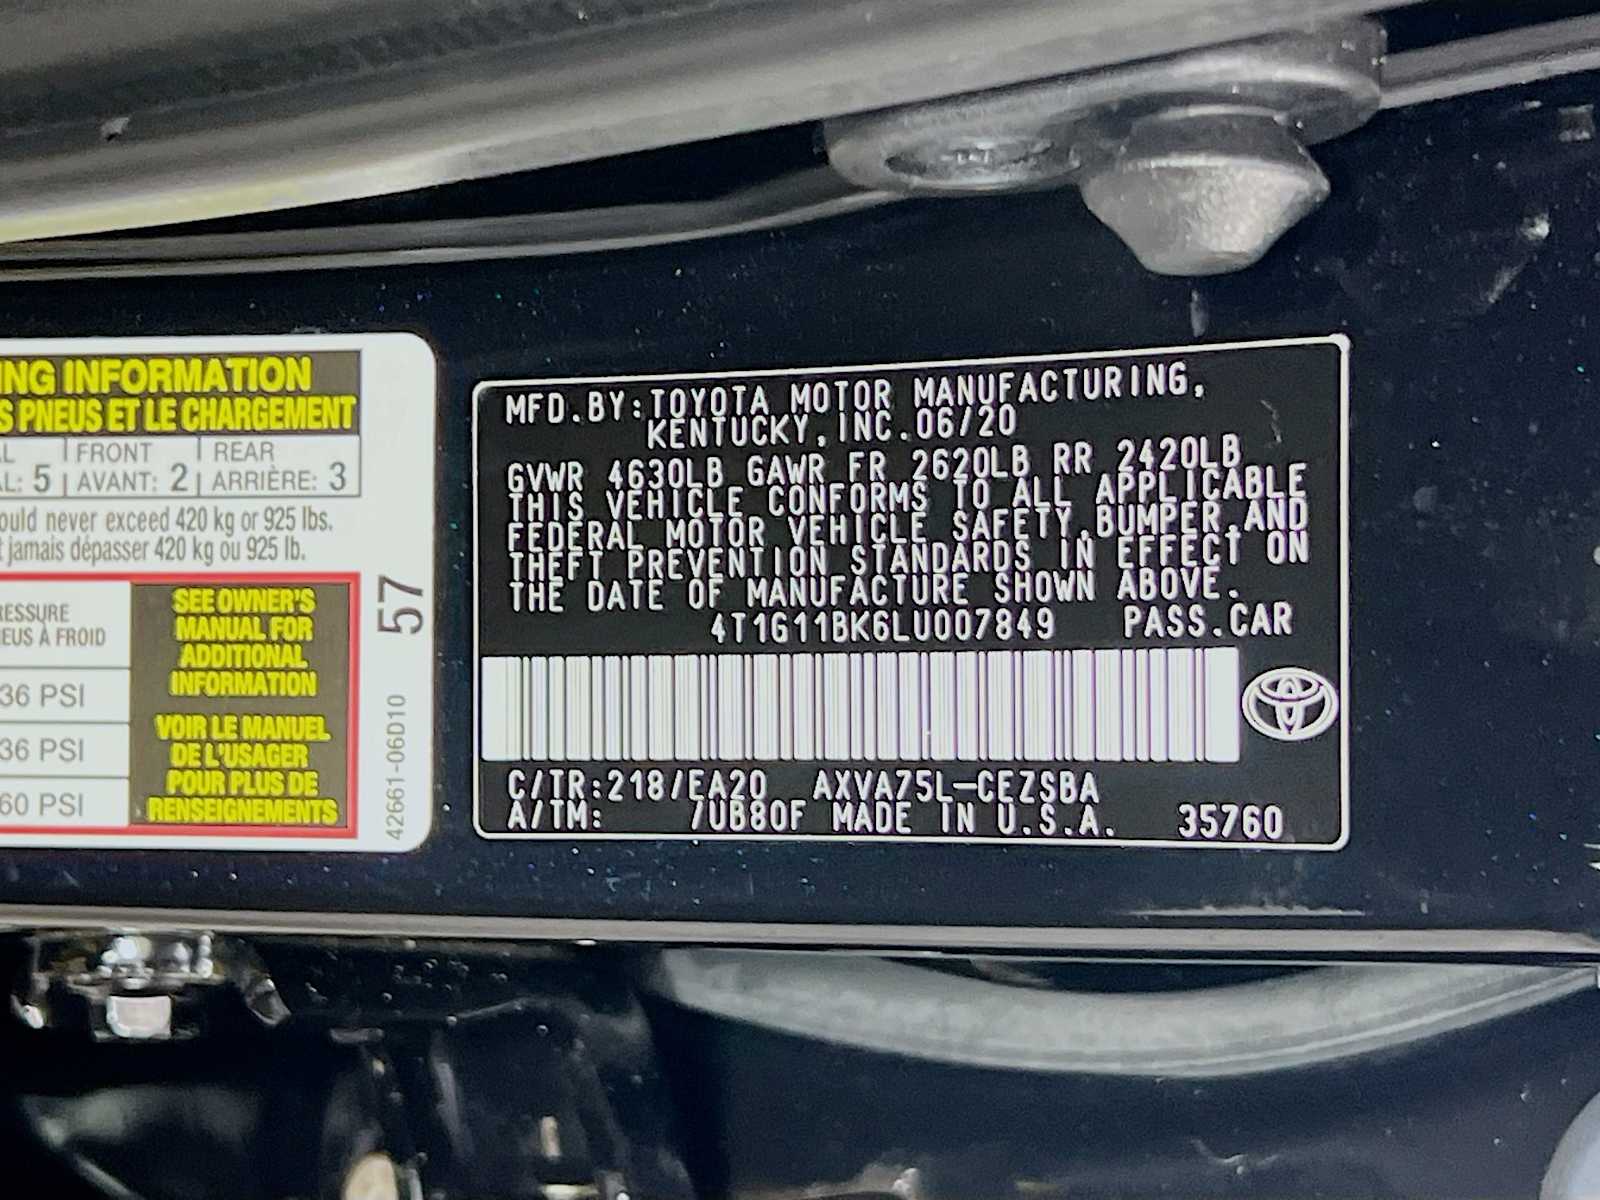 ING INFORMATION
S PNEUS ET LE CHARGEMENT
FRONT REAR
5 AVANT: 2 ARRIÈRE: 3
never exceed 420 kg or 925 lbs.
jamais dépasser 420 kg ou 925 lb.
57
42661-06D10
À FROID
36 PSI
36 PSI
60 PSI
SEE OWNER'S
MANUAL FOR
ADDITIONAL
INFORMATION
VOIR LE MANUEL
DE L'USAGER
POUR PLUS DE
RENSEIGNEMENTS
MFD.BY:TOYOTA MOTOR MANUFACTURING,
KENTUCKY,INC.06/20
GVWR 4630LB GAWR FR 2620LB RR 2420LB
THIS VEHICLE CONFORMS TO ALL APPLICABLE
FEDERAL MOTOR VEHICLE SAFETY,BUMPER,AND
THEFT PREVENTION STANDARDS IN EFFECT ON
THE DATE OF MANUFACTURE SHOWN ABOVE.
4T1G11BK6LU007849 PASS.CAR
C/TR:218/EA20 AXVA75L-CEZSBA
A/TM: /UB80F MADE IN U.S.A. 35760